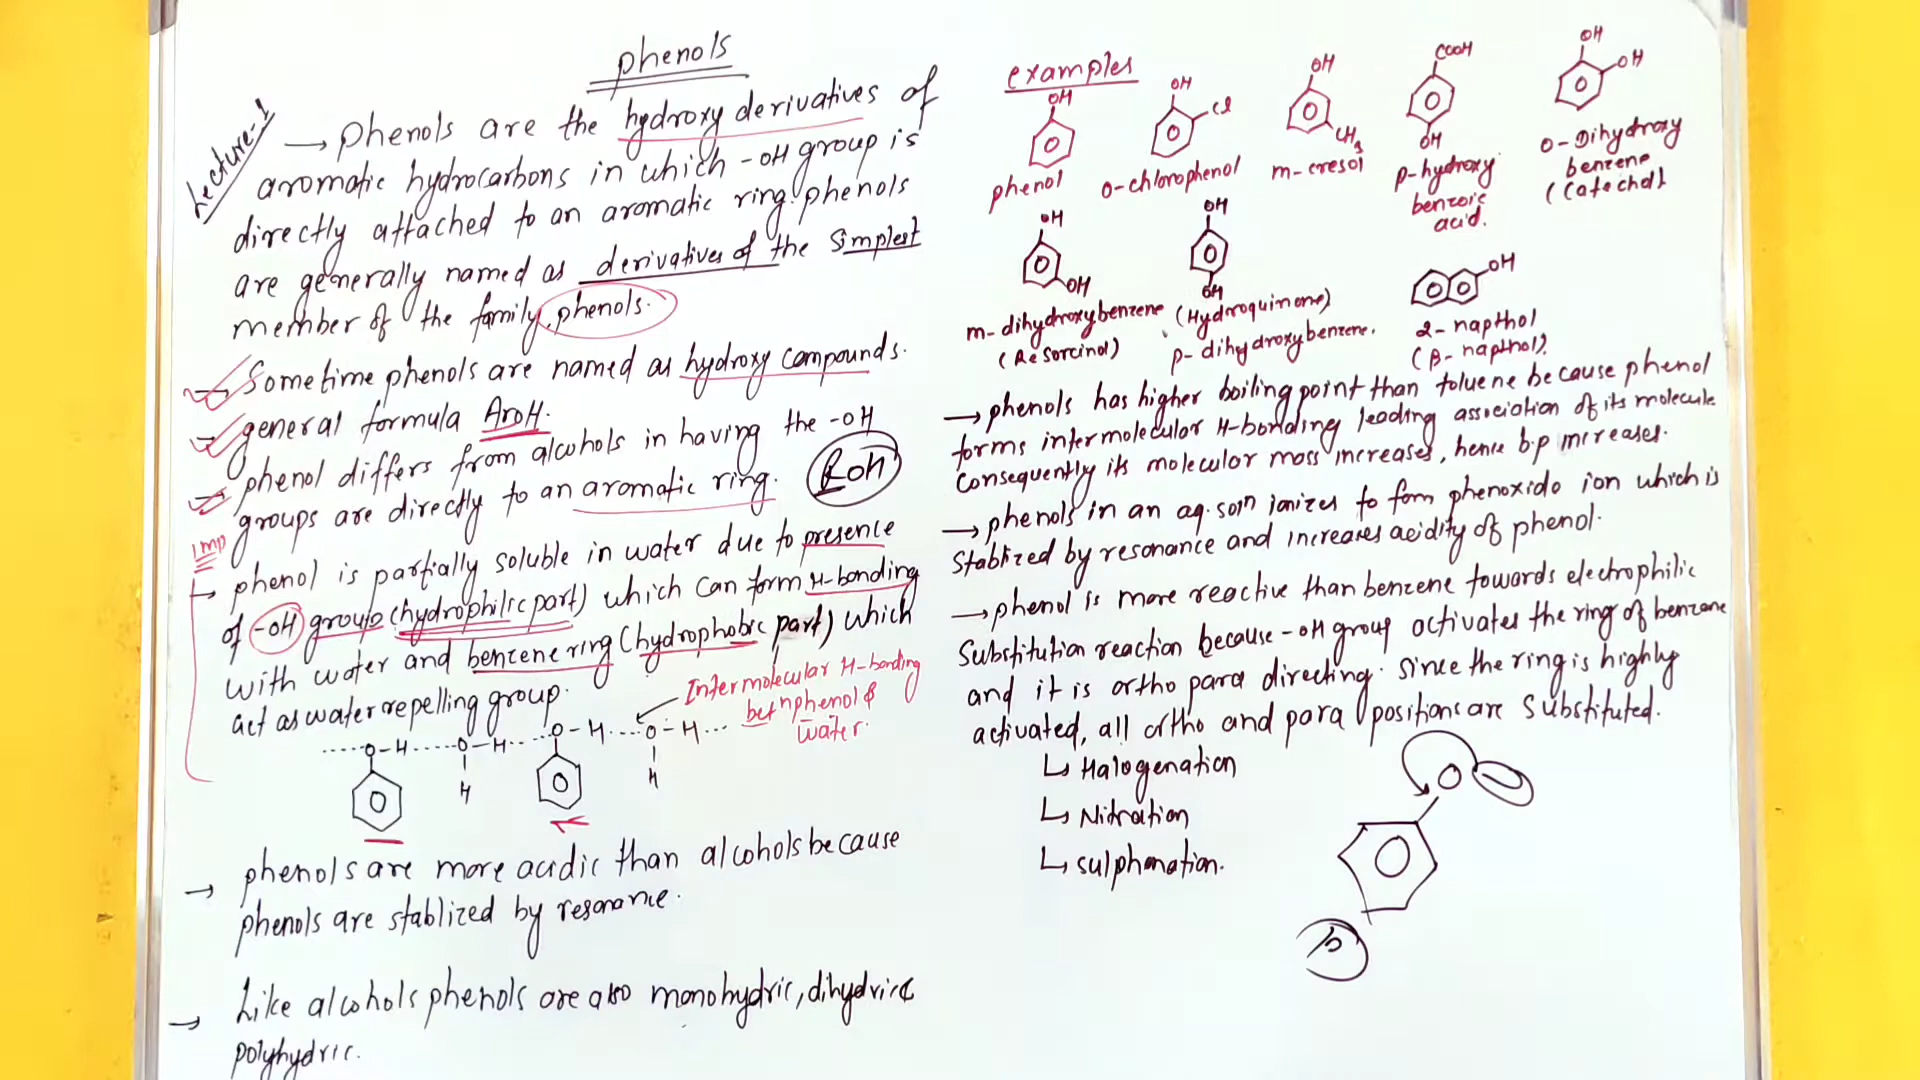 phenols
Lecture-1
→ phenols are the hydroxy derivatives of
aromatic hydrocarbons in which -OH group is
directly attached to an aromatic ring. phenols
are generally named as derivatives of the simplest
member of the family, phenols.
→ Sometime phenols are named as hydroxy compounds.
→ general formula AroH.
→ phenol differs from alcohols in having the -OH
groups are directly to an aromatic ring. RoH
Imp
→ phenol is partially soluble in water due to presence
of -OH group (hydrophilic part) which can form H-bonding
with water and benzene ring (hydrophobic part) which
act as water repelling group.
Intermolecular H-bonding
betn phenol &
water.
.....O-H.....O-H...O-H....O-H...
H
H
O
O
→ phenols are more acidic than alcohols because
phenols are stablized by resonance.
→ Like alcohols phenols are also monohydric, dihydric &
polyhydric.
examples
OH
phenol
OH
Cl
o-chlorophenol
OH
CH3
m-cresol
COOH
OH
p-hydroxy
benzoic
acid.
OH
OH
o-Dihydroxy
benzene
(Catechol)
OH
OH
m-dihydroxybenzene
(Resorcinol)
OH
OH
(Hydroquinone)
p-dihydroxybenzene.
OH
2-napthol
(β-napthol).
→ phenols has higher boiling point than toluene because phenol
forms intermolecular H-bonding leading association of its molecule
Consequently its molecular mass increases, hence b.p increases.
→ phenols in an aq. soln ionizes to form phenoxide ion which is
Stablized by resonance and increases acidity of phenol.
→ phenol is more reactive than benzene towards electrophilic
Substitution reaction because -OH group activates the ring of benzene
and it is ortho para directing. Since the ring is highly
activated, all ortho and para positions are substituted.
↳ Halogenation
↳ Nitration
↳ sulphonation.
O